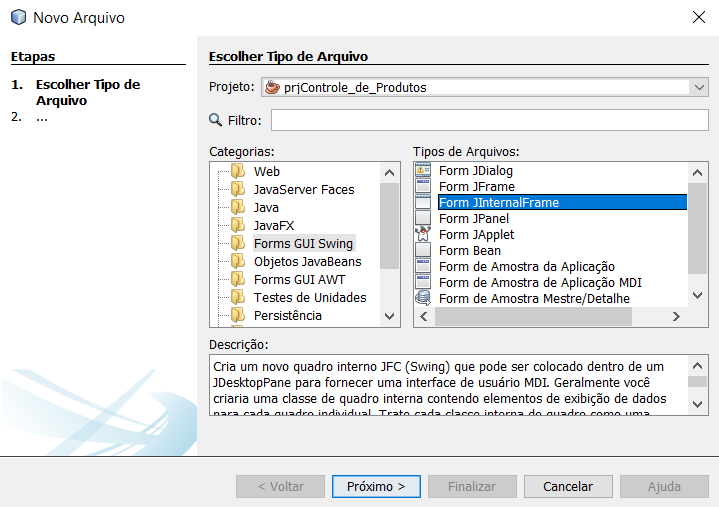 Novo Arquivo
Etapas
1. Escolher Tipo de
Arquivo
2. ...
Escolher Tipo de Arquivo
Projeto: prjControle_de_Produtos
Filtro:
Categorias:
Web
JavaServer Faces
Java
JavaFX
Forms GUI Swing
Objetos JavaBeans
Forms GUI AWT
Testes de Unidades
Persistência
Tipos de Arquivos:
Form JDialog
Form JFrame
Form JInternalFrame
Form JPanel
Form JApplet
Form Bean
Form de Amostra da Aplicação
Form de Amostra de Aplicação MDI
Form de Amostra Mestre/Detalhe
Descrição:
Cria um novo quadro interno JFC (Swing) que pode ser colocado dentro de um
JDesktopPane para fornecer uma interface de usuário MDI. Geralmente você
criaria uma classe de quadro interna contendo elementos de exibição de dados
para cada quadro individual. Trate cada classe interna de quadro como uma
< Voltar
Próximo >
Finalizar
Cancelar
Ajuda